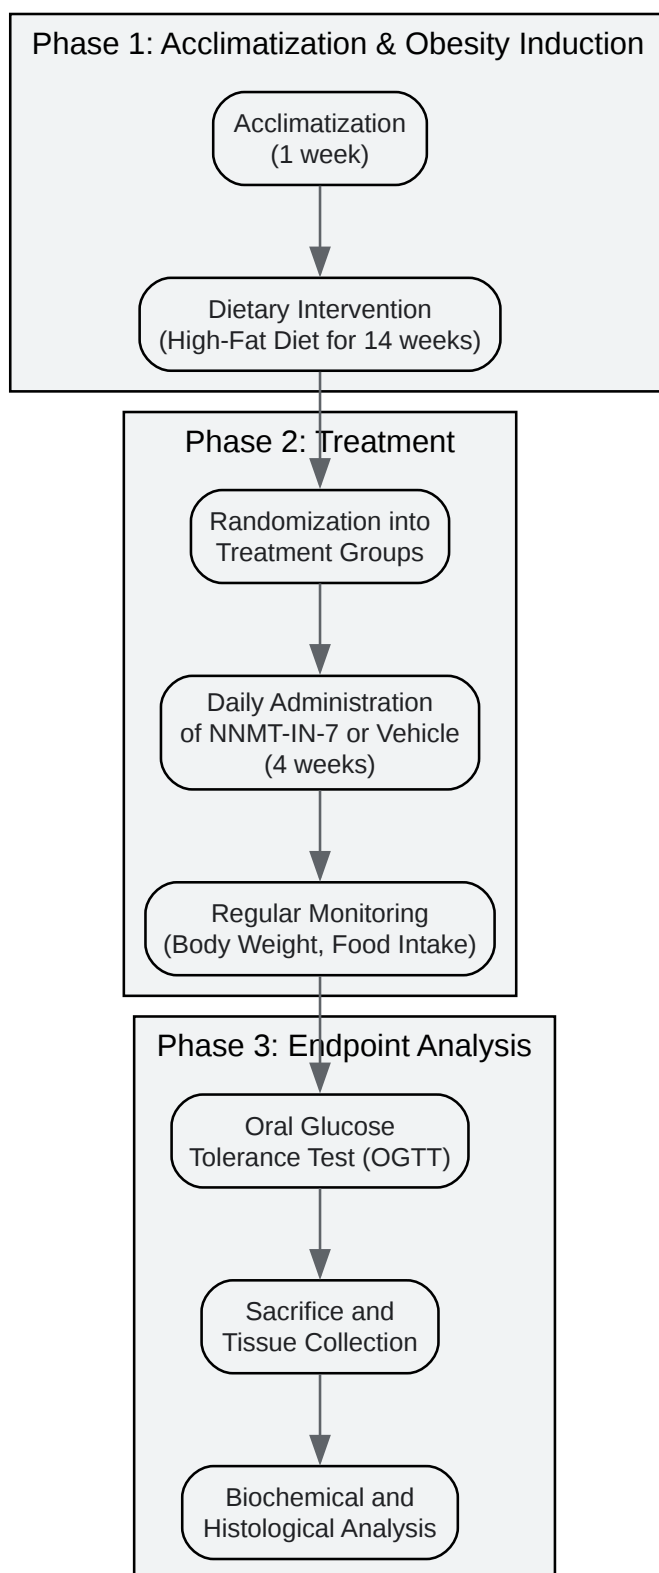 Phase 1: Acclimatization & Obesity Induction
Acclimatization
(1 week)
Dietary Intervention
(High-Fat Diet for 14 weeks)
Phase 2: Treatment
Randomization into
Treatment Groups
Daily Administration
of NNMT-IN-7 or Vehicle
(4 weeks)
Regular Monitoring
(Body Weight, Food Intake)
Phase 3: Endpoint Analysis
Oral Glucose
Tolerance Test (OGTT)
Sacrifice and
Tissue Collection
Biochemical and
Histological Analysis